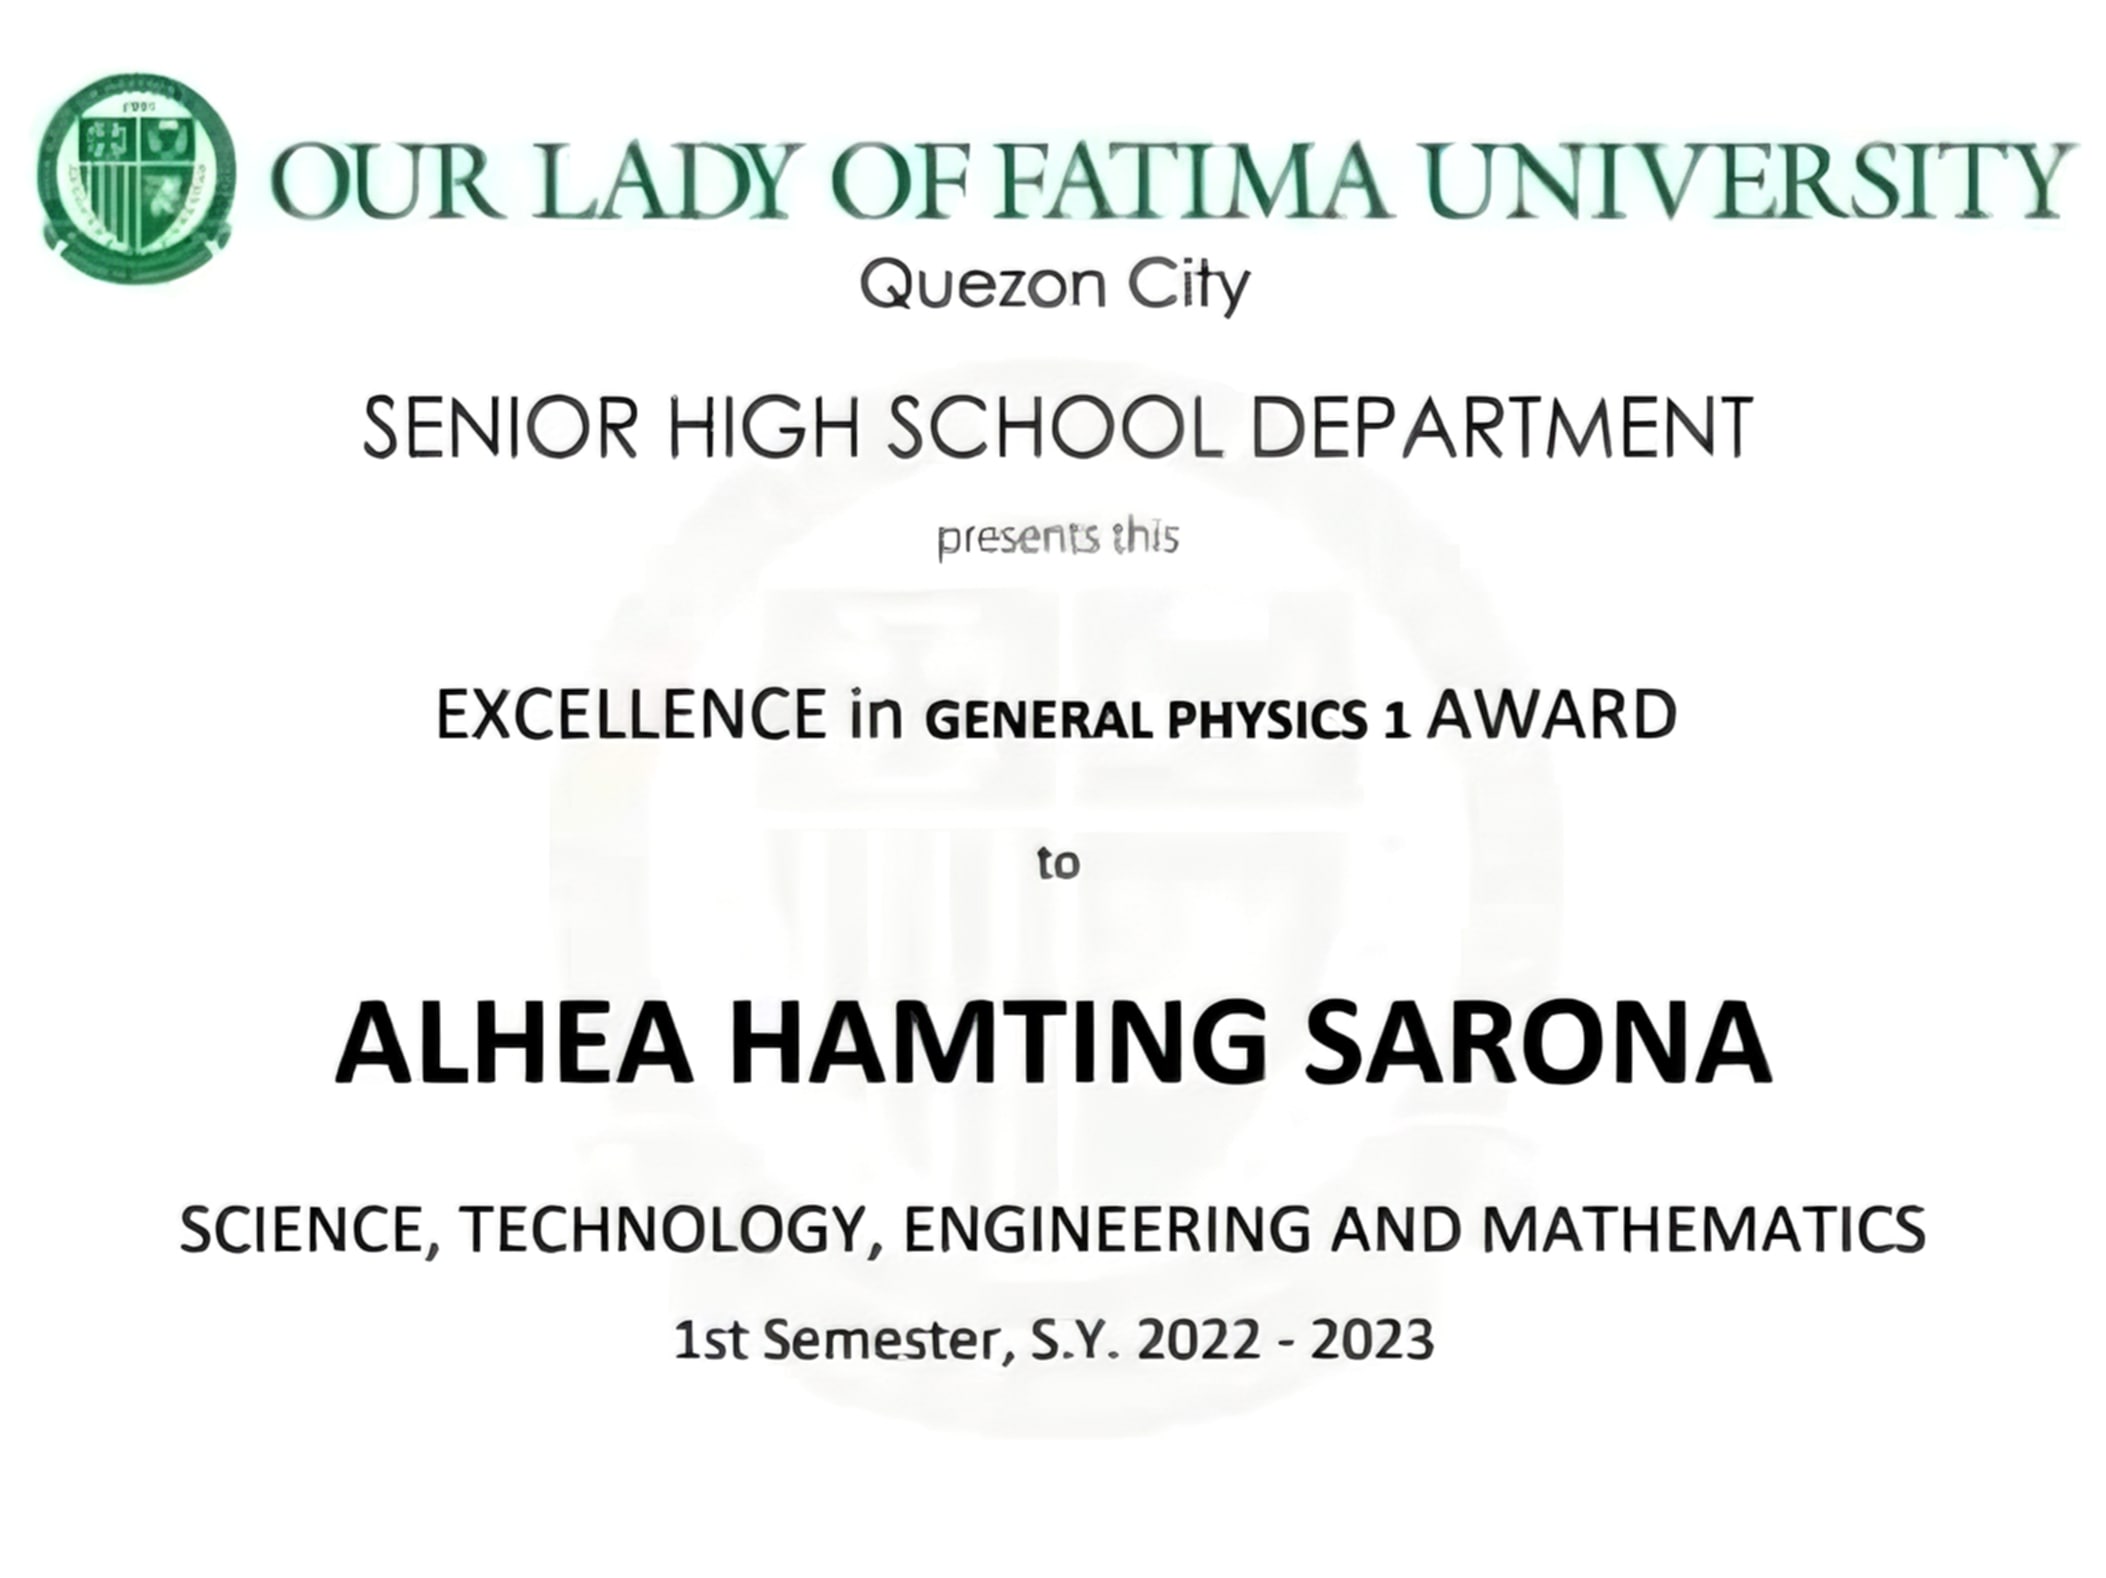 OUR LADY OF FATIMA UNIVERSITY
Quezon City
SENIOR HIGH SCHOOL DEPARTMENT
presents this
EXCELLENCE in GENERAL PHYSICS 1 AWARD
to
ALHEA HAMTING SARONA
SCIENCE, TECHNOLOGY, ENGINEERING AND MATHEMATICS
1st Semester, S.Y. 2022 - 2023